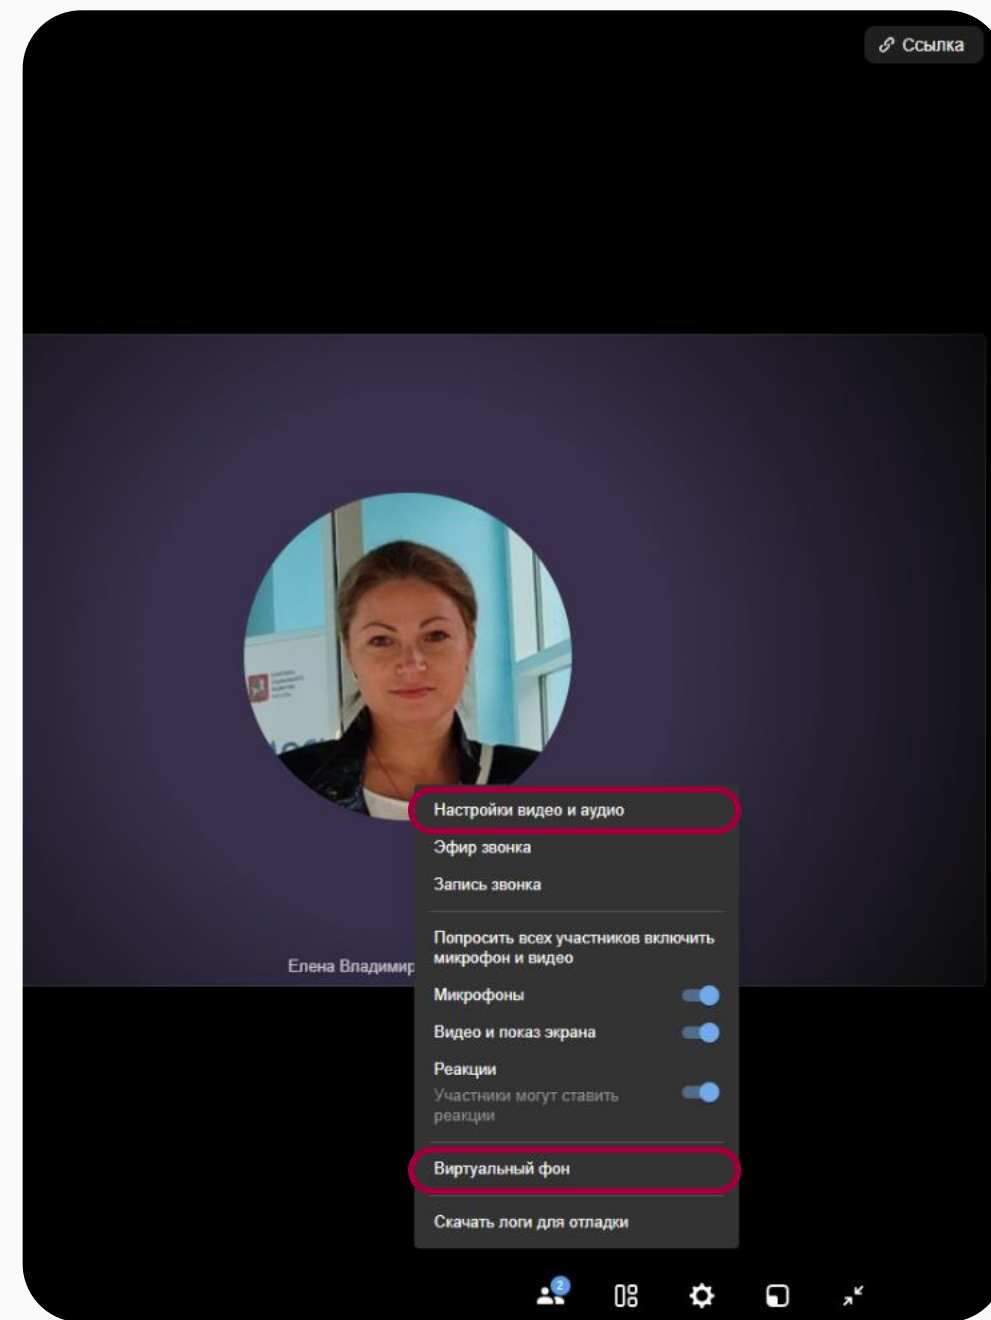 Ссылка
Настройки видео и аудио
Эфир звонка
Запись звонка
Попросить всех участников включить
микрофон и видео
Елена Владимир
Микрофоны
Видео и показ экрана
Реакции
Участники могут ставить
реакции
Виртуальный фон
Скачать логи для отладки
2